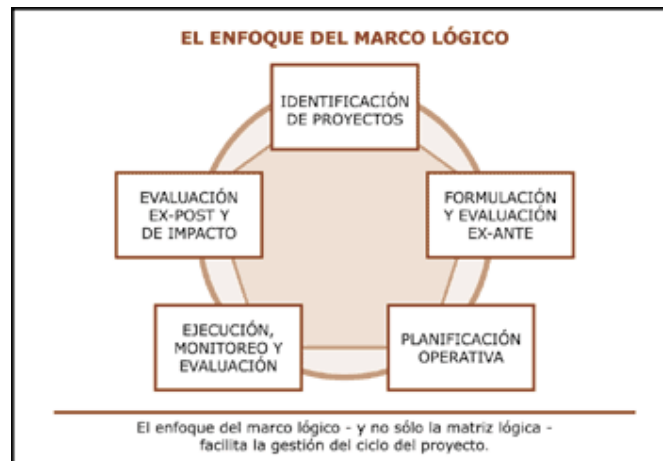 EL ENFOQUE DEL MARCO LÓGICO
IDENTIFICACIÓN
DE PROYECTOS
EVALUACIÓN
EX-POST Y
DE IMPACTO
FORMULACIÓN
Y EVALUACIÓN
EX-ANTE
EJECUCIÓN,
MONITOREO Y
EVALUACIÓN
PLANIFICACIÓN
OPERATIVA
El enfoque del marco lógico - y no sólo la matriz lógica -
facilita la gestión del ciclo del proyecto.